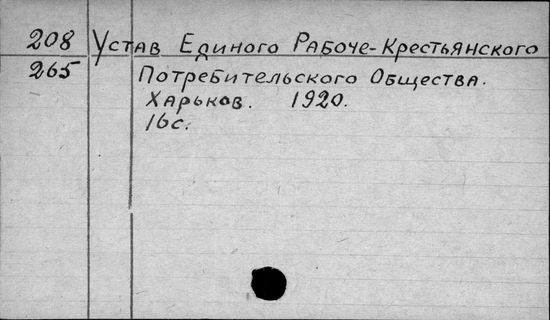 208 Устав Единого Рабоче-Крестьянского
265 Потребительского Общества.
Харьков. 1920.
16с.